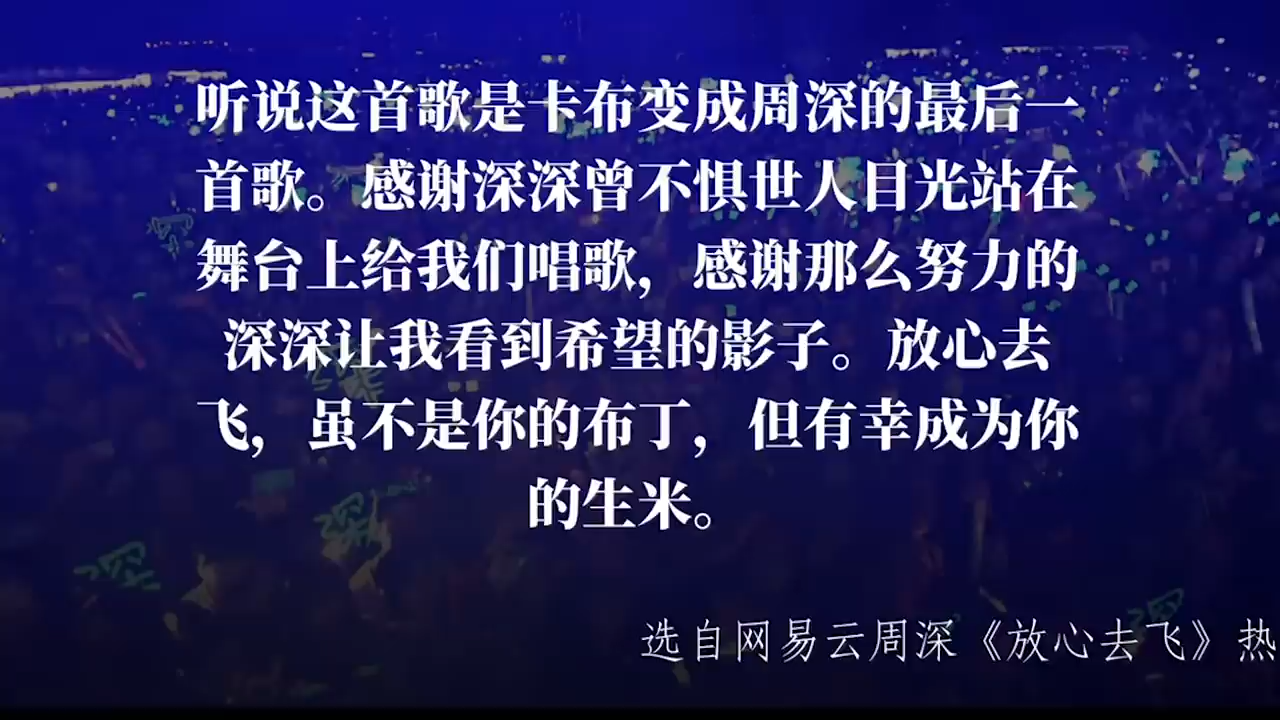 听说这首歌是卡布变成周深的最后一
首歌。感谢深深曾不惧世人目光站在
舞台上给我们唱歌，感谢那么努力的
深深让我看到希望的影子。放心去
飞，虽不是你的布丁，但有幸成为你
的生米。
深
深
深
深
选自网易云周深《放心去飞》热